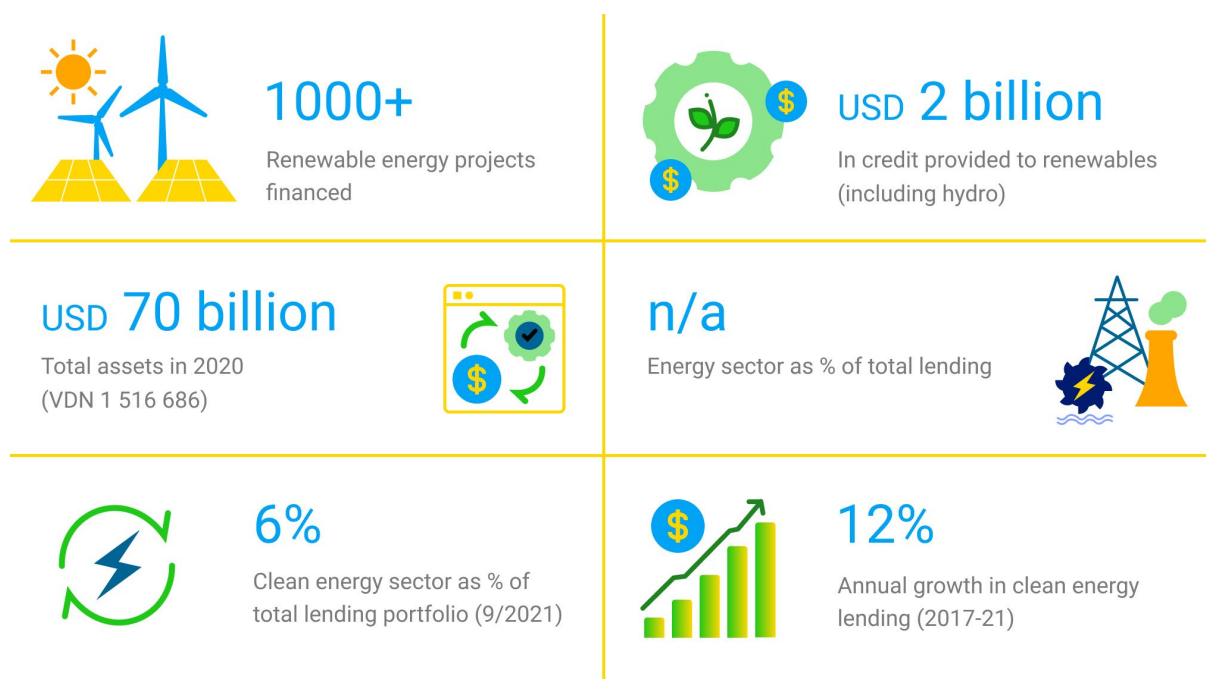 1000+
Renewable energy projects
financed
USD 2 billion
In credit provided to renewables
(including hydro)
USD 70 billion
Total assets in 2020
(VDN 1 516 686)
n/a
Energy sector as % of total lending
6%
Clean energy sector as % of
total lending portfolio (9/2021)
12%
Annual growth in clean energy
lending (2017-21)